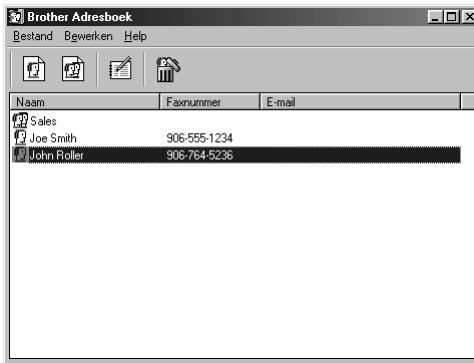 Brother Adresboek
Bestand Bewerken Help
Naam Faxnummer E-mail
Sales
Joe Smith 906-555-1234
John Roller 906-764-5236